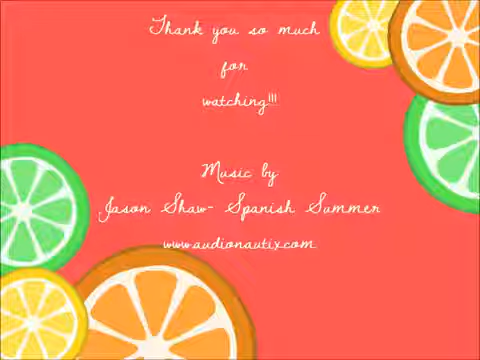 Thank you so much
for
watching!!!
Music by
Jason Shaw- Spanish Summer
www.audionautix.com